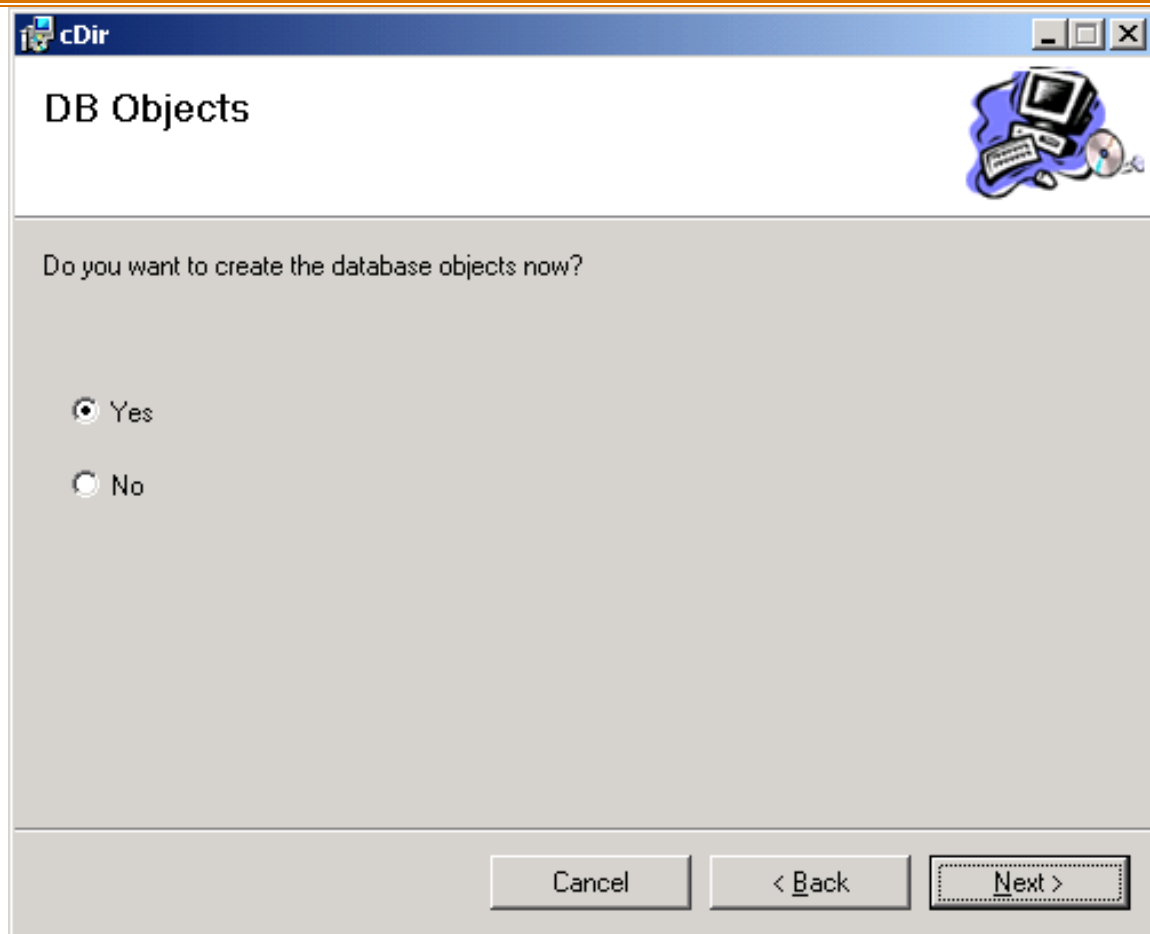 cDir
DB Objects
Do you want to create the database objects now?
Yes
No
Cancel
< Back
Next >